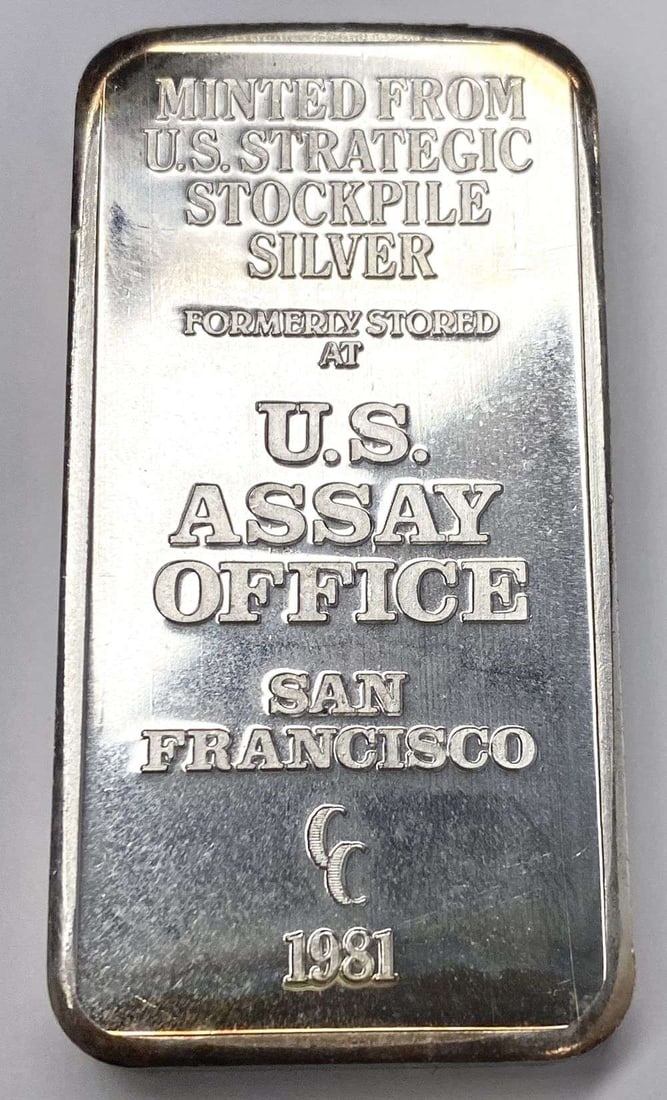 MINTED FROM
U.S. STRATEGIC
STOCKPILE
SILVER
FORMERLY STORED
AT
U.S.
ASSAY
OFFICE
SAN
FRANCISCO
CC
1981